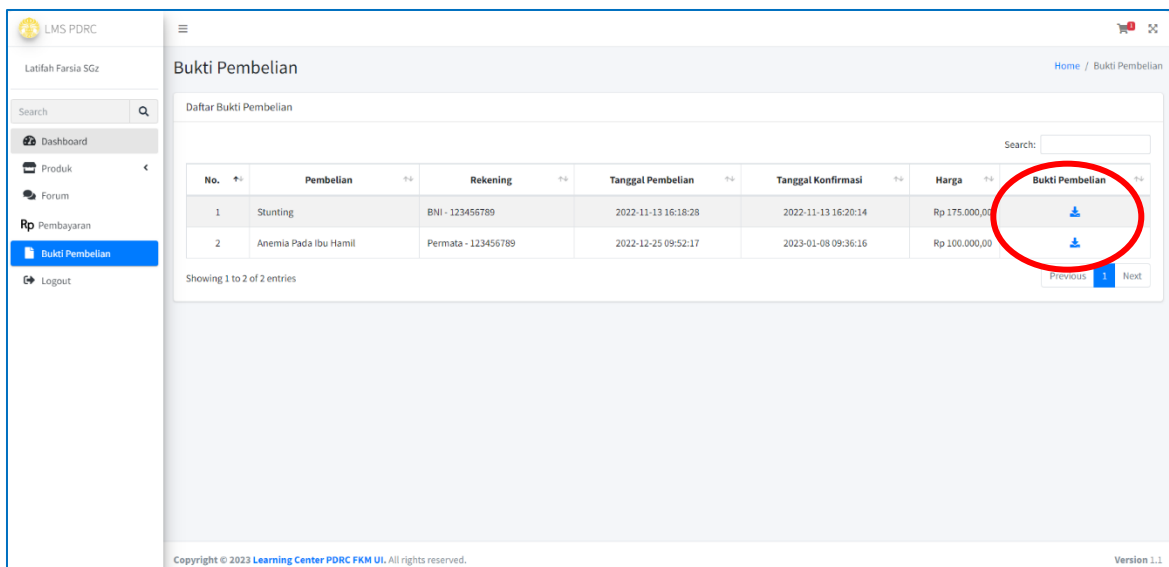 LMS PDRC
1
Latifah Farsia SGz
Bukti Pembelian
Home / Bukti Pembelian
Search
Daftar Bukti Pembelian
Dashboard
Search:
Produk
No. Pembelian Rekening Tanggal Pembelian Tanggal Konfirmasi Harga Bukti Pembelian
Forum
1 Stunting BNI - 123456789 2022-11-13 16:18:28 2022-11-13 16:20:14 Rp 175.000,00
Rp Pembayaran
2 Anemia Pada Ibu Hamil Permata - 123456789 2022-12-25 09:52:17 2023-01-08 09:36:16 Rp 100.000,00
Bukti Pembelian
Logout
Showing 1 to 2 of 2 entries
Previous 1 Next
Copyright © 2023 Learning Center PDRC FKM UI. All rights reserved.
Version 1.1